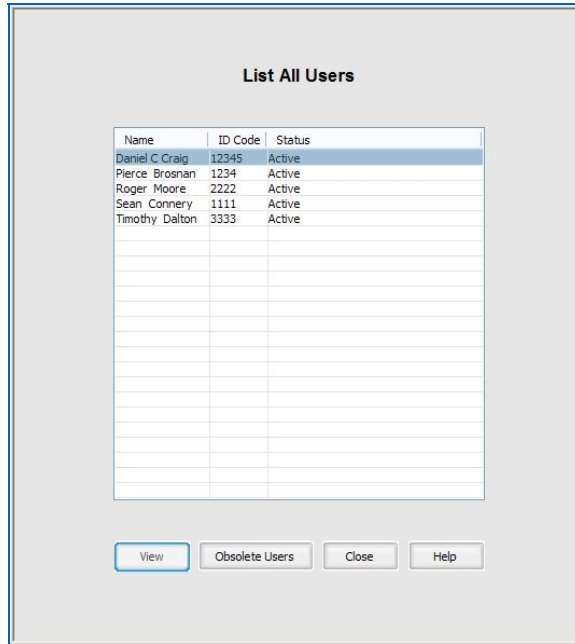 List All Users
Name ID Code Status
Daniel C Craig 12345 Active
Pierce Brosnan 1234 Active
Roger Moore 2222 Active
Sean Connery 1111 Active
Timothy Dalton 3333 Active
View Obsolete Users Close Help